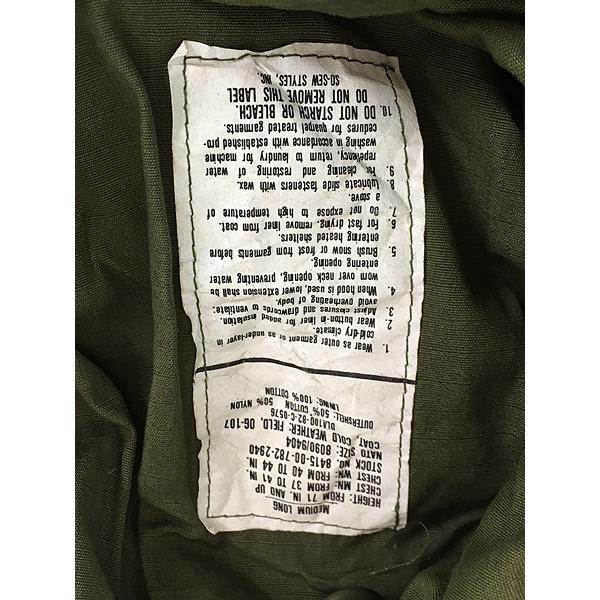 MEDIUM LONG
HEIGHT: FROM 71 IN. AND UP
CHEST MN: FROM 37 TO 41 IN.
CHEST WN: FROM 40 TO 44 IN.
STOCK NO. 8415-00-782-2940
NATO SIZE: 8090/9404
COAT COLD WEATHER: FIELD, OG-107
DLA100-82-C-0576
OUTERSHELL: 50% COTTON 50% NYLON
LINING: 100% COTTON
1. Wear as outer garment or as under-layer in
cold-dry climate.
2. Wear button-in liner for added insulation.
3. Adjust closures and drawcords to ventilate:
avoid overheating of body.
4. When hood is used, lower extension shall be
worn over neck opening, preventing water
entering opening.
5. Brush snow or frost from garments before
entering heated shelters.
6. For fast drying, remove liner from coat.
7. Do not expose to high temperature of
a stove.
8. Lubricate slide fasteners with wax.
9. For cleaning and restoring of water
repelency, return to laundry for machine
washing in accordance with established pro-
cedures for quarpel treated garments.
10. DO NOT STARCH OR BLEACH
DO NOT REMOVE THIS LABEL
SO-SEW STYLES, INC.